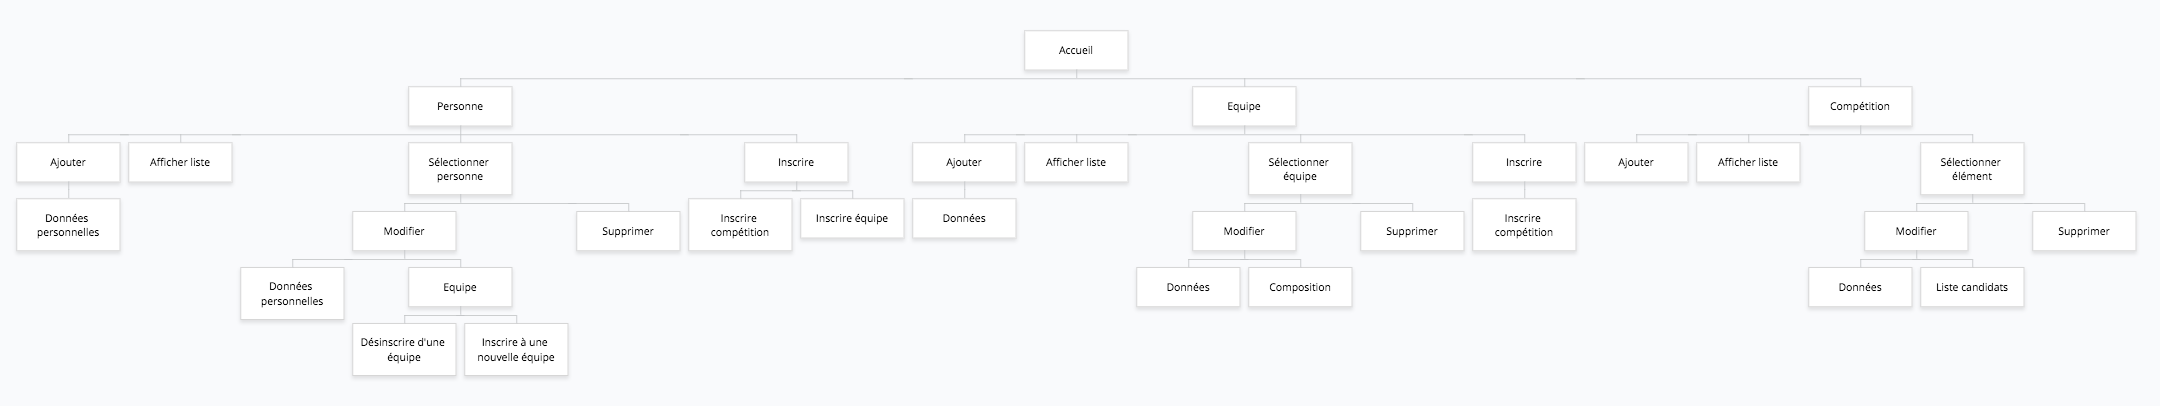 Accueil
Personne
Equipe
Compétition
Ajouter
Afficher liste
Sélectionner
personne
Inscrire
Ajouter
Afficher liste
Sélectionner
équipe
Inscrire
Ajouter
Afficher liste
Sélectionner
élément
Données
personnelles
Modifier
Supprimer
Inscrire
compétition
Inscrire équipe
Données
Modifier
Supprimer
Inscrire
compétition
Modifier
Supprimer
Données
personnelles
Equipe
Données
Composition
Données
Liste candidats
Désinscrire d'une
équipe
Inscrire à une
nouvelle équipe